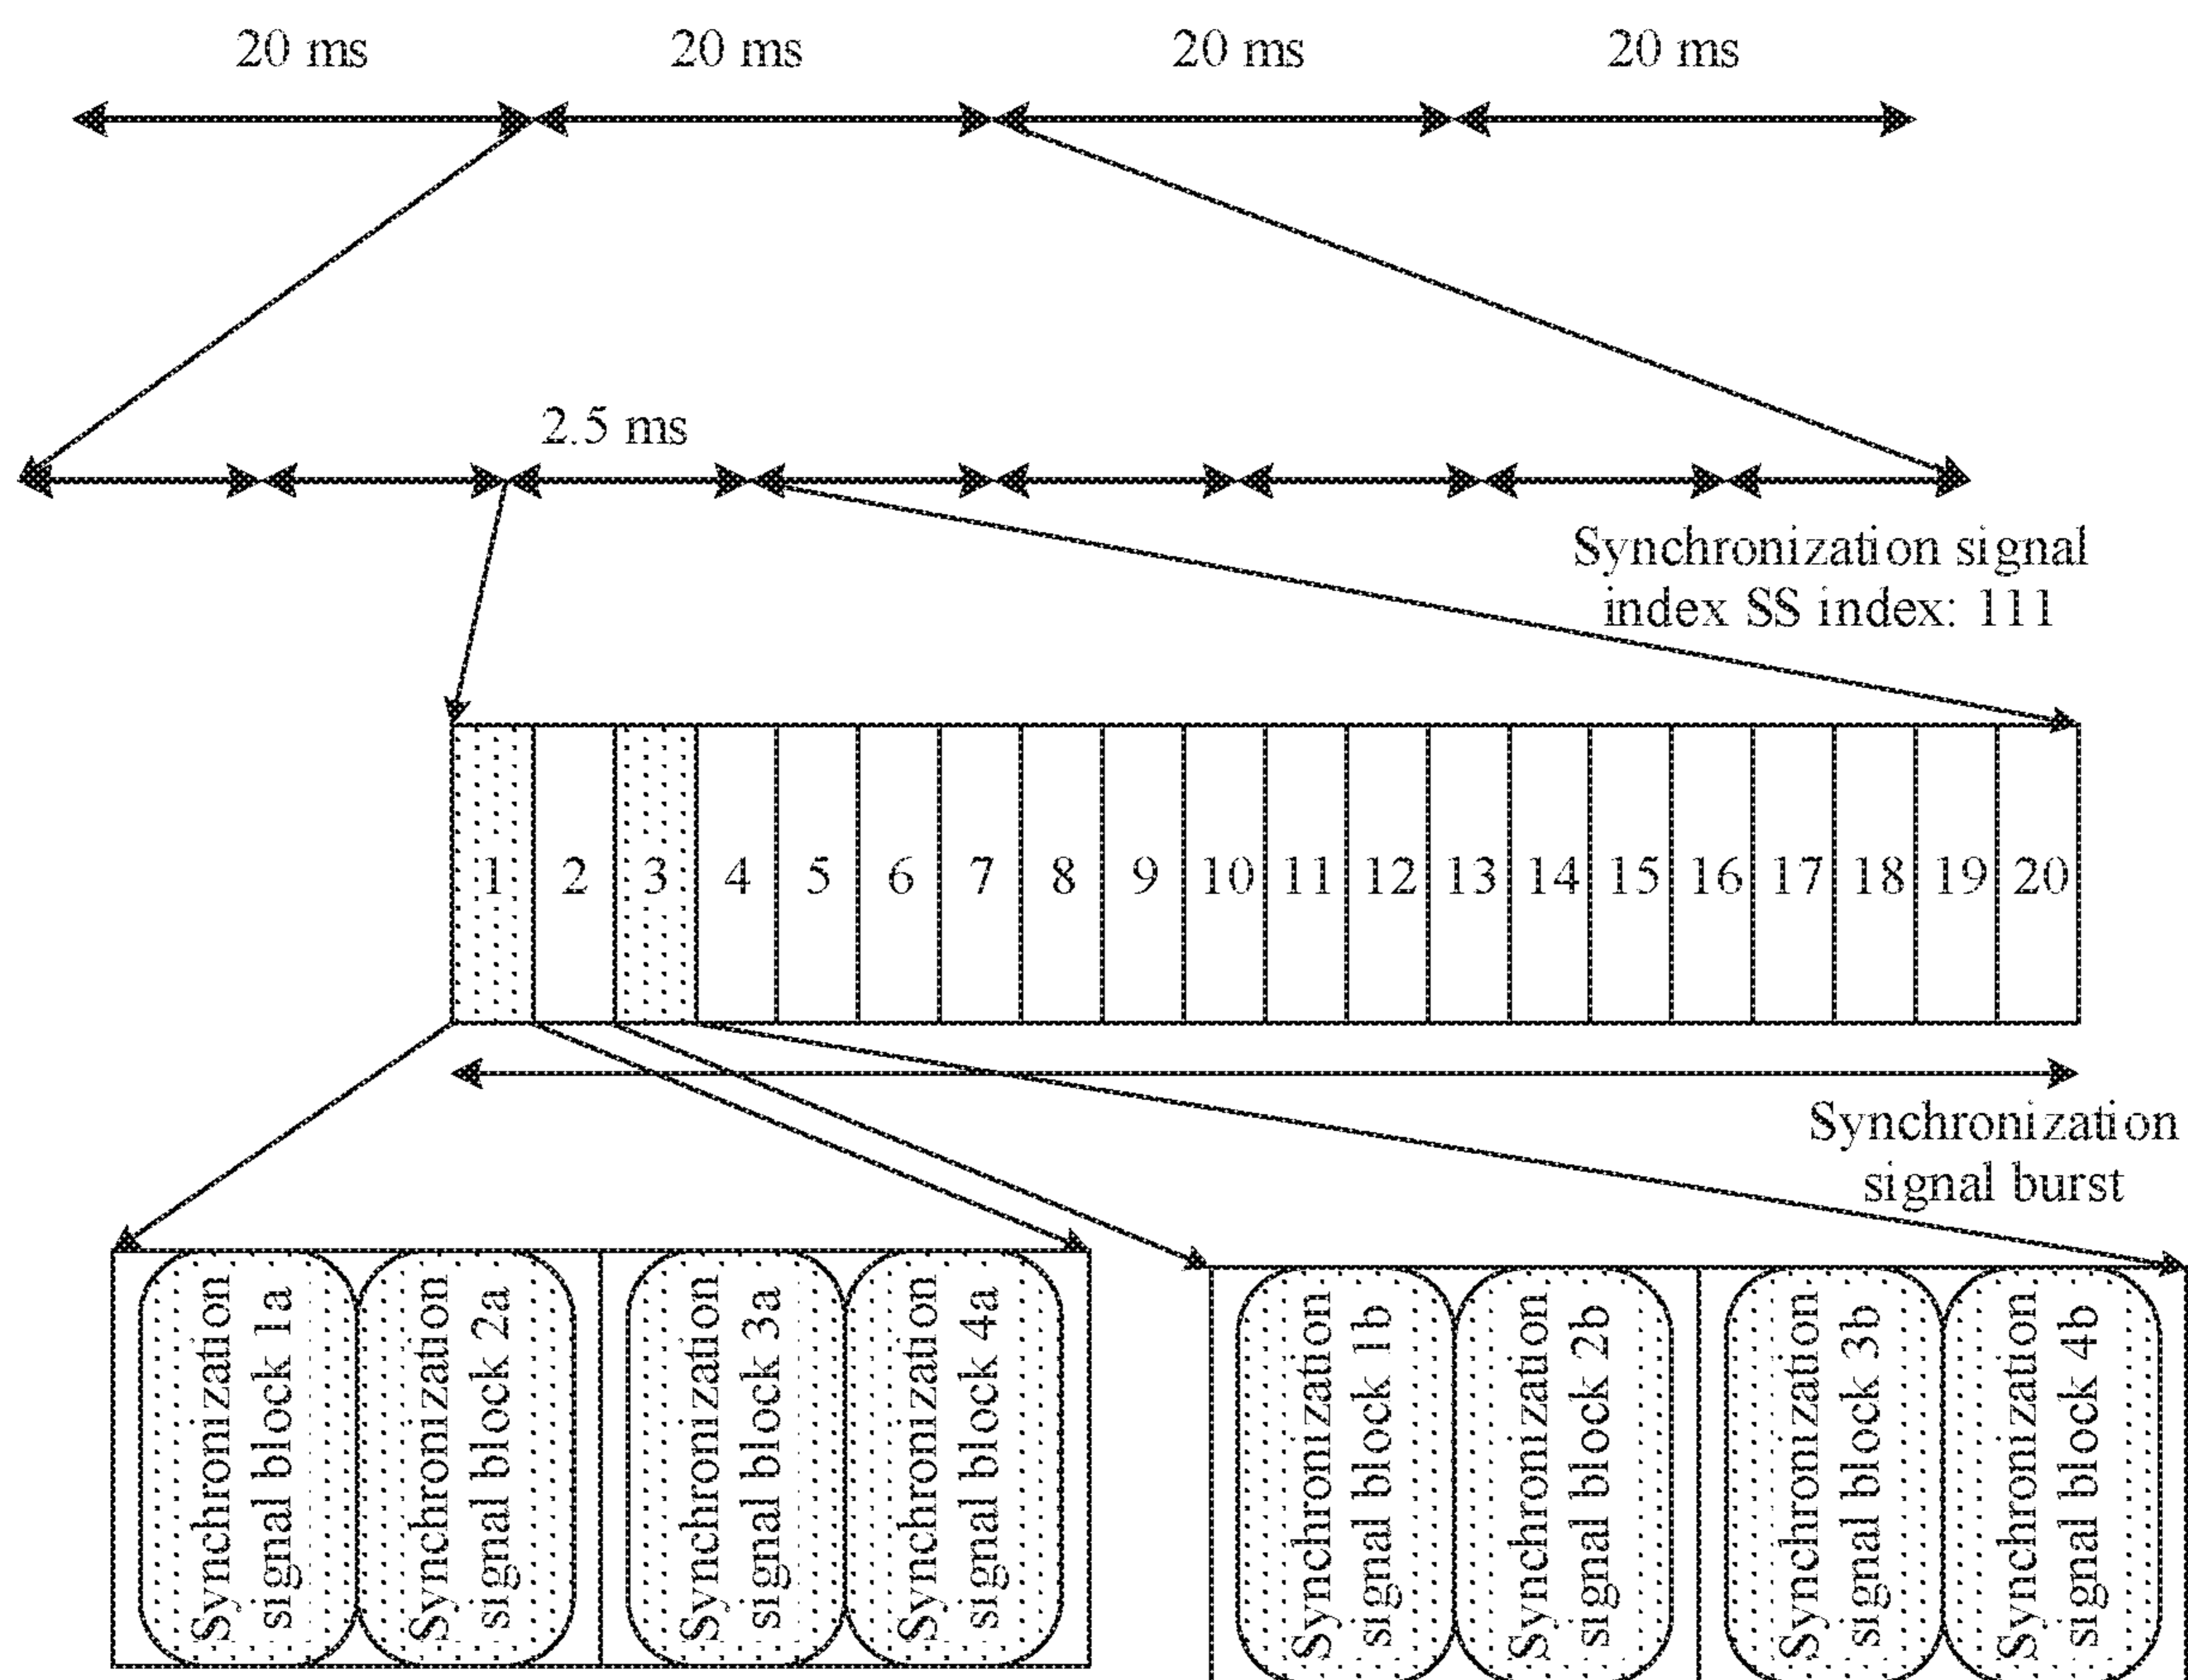 20 ms 20 ms 20 ms 20 ms
2.5 ms
Synchronization signal
index SS index: 111
1 2 3 4 5 6 7 8 9 10 11 12 13 14 15 16 17 18 19 20
Synchronization
signal burst
Synchronization
signal block 1a
Synchronization
signal block 2a
Synchronization
signal block 3a
Synchronization
signal block 4a
Synchronization
signal block 1b
Synchronization
signal block 2b
Synchronization
signal block 3b
Synchronization
signal block 4b